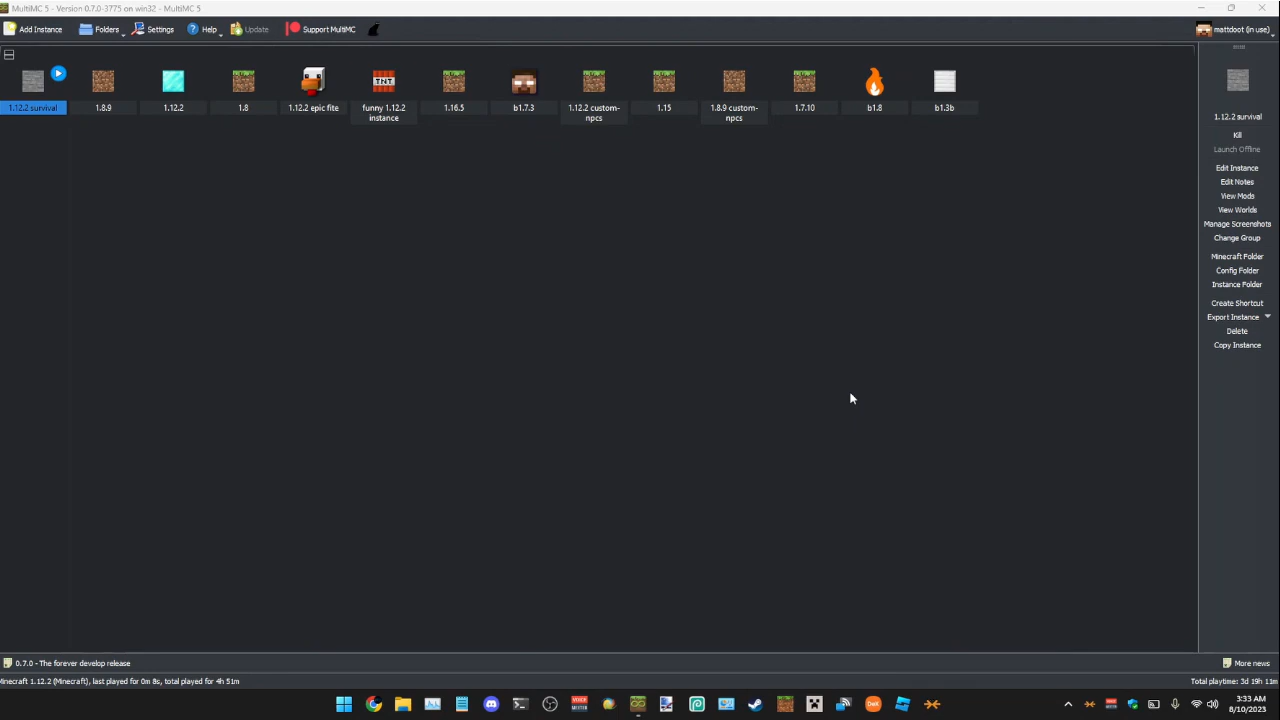 MultiMC 5 - Version 0.7.0-3775 on win32 - MultiMC 5
Add Instance Folders Settings Help Update Support MultiMC mattdoot (in use)
1.12.2 survival 1.8.9 1.12.2 1.8 1.12.2 epic fite funny 1.12.2 instance 1.16.5 b1.7.3 1.12.2 custom-npcs 1.15 1.8.9 custom-npcs 1.7.10 b1.8 b1.3b
TNT
1.12.2 survival
Kill
Launch Offline
Edit Instance
Edit Notes
View Mods
View Worlds
Manage Screenshots
Change Group
Minecraft Folder
Config Folder
Instance Folder
Create Shortcut
Export Instance
Delete
Copy Instance
0.7.0 - The forever develop release More news
Minecraft 1.12.2 (Minecraft), last played for 0m 8s, total played for 4h 51m Total playtime: 3d 19h 11m
3:33 AM
8/10/2023